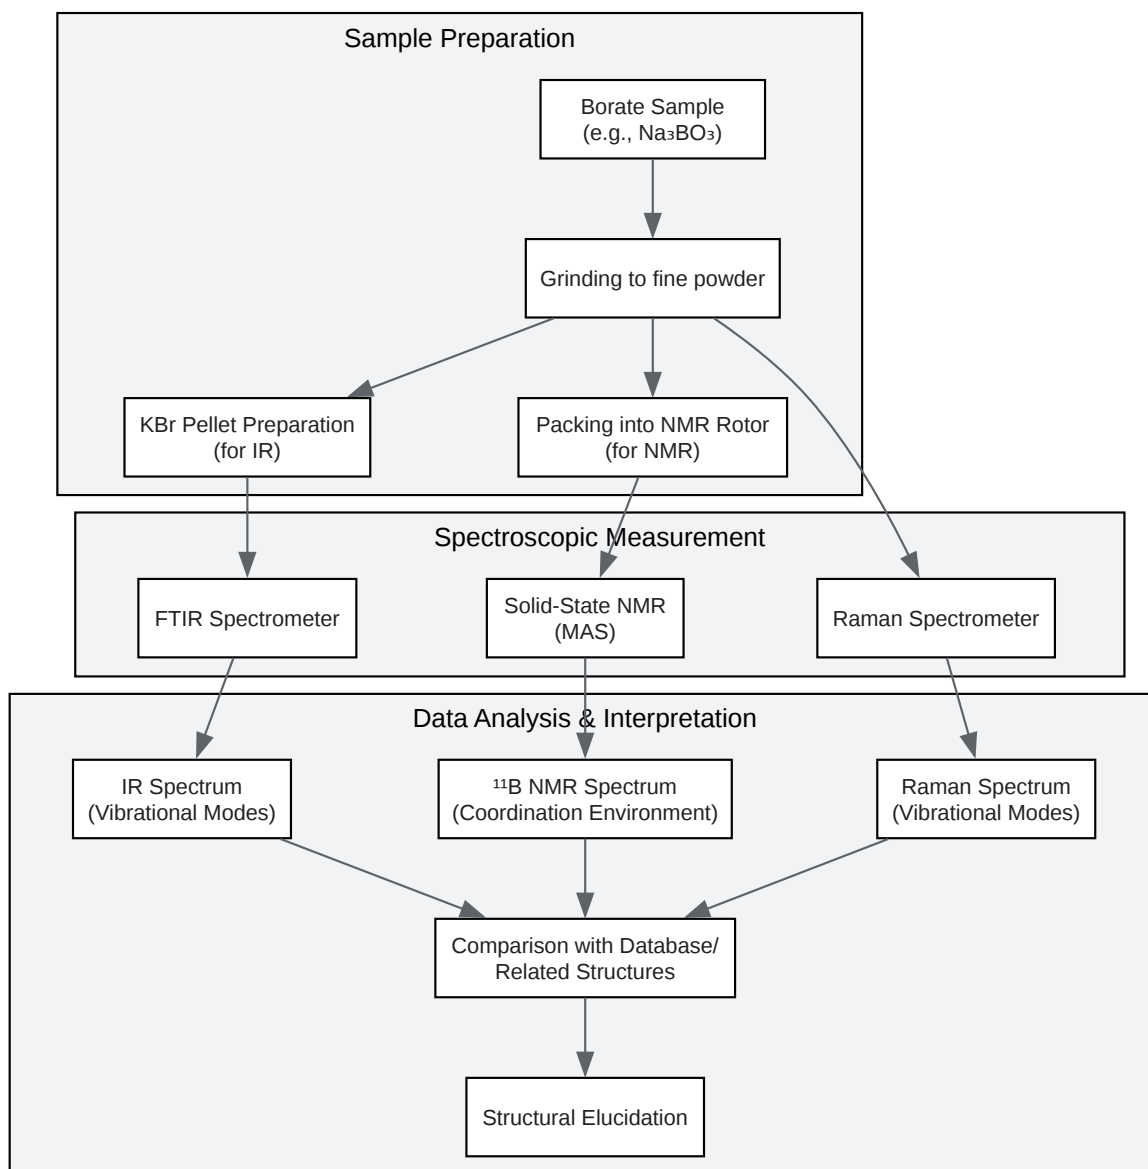 Sample Preparation
Borate Sample
(e.g., Na₃BO₃)
Grinding to fine powder
KBr Pellet Preparation
(for IR)
Packing into NMR Rotor
(for NMR)
Spectroscopic Measurement
FTIR Spectrometer
Solid-State NMR
(MAS)
Raman Spectrometer
Data Analysis & Interpretation
IR Spectrum
(Vibrational Modes)
¹¹B NMR Spectrum
(Coordination Environment)
Raman Spectrum
(Vibrational Modes)
Comparison with Database/
Related Structures
Structural Elucidation